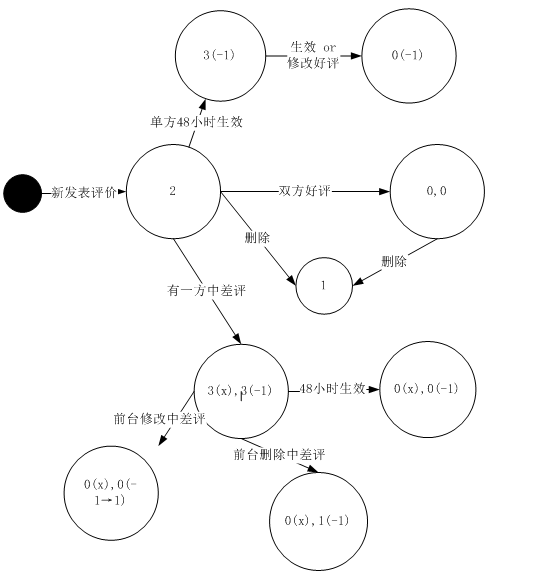 3(-1)
生效 or
修改好评
0(-1)
单方48小时生效
新发表评价
2
双方好评
0,0
删除
删除
1
有一方中差评
3(x),3(-1)
48小时生效
0(x),0(-1)
前台修改中差评
前台删除中差评
0(x),0(-
1→1)
0(x),1(-1)